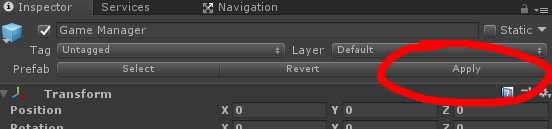 Inspector Services Navigation
Game Manager Static
Tag Untagged Layer Default
Prefab Select Revert Apply
Transform
Position X 0 Y 0 Z 0
Rotation X 0 Y 0 Z 0